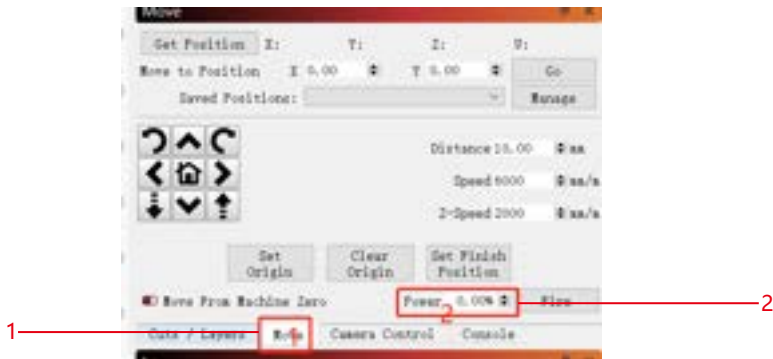 Move
Get Position X: Y: Z: U:
Move to Position X 0.00 Y 0.00 Go
Saved Positions: Manage
Distance 10.00 mm
Speed 6000 mm/m
Z-Speed 2000 mm/m
Set Origin Clear Origin Set Finish Position
Move From Machine Zero Power 0.00% Fire
2
1 2
Cuts / Layers Move Camera Control Console
1